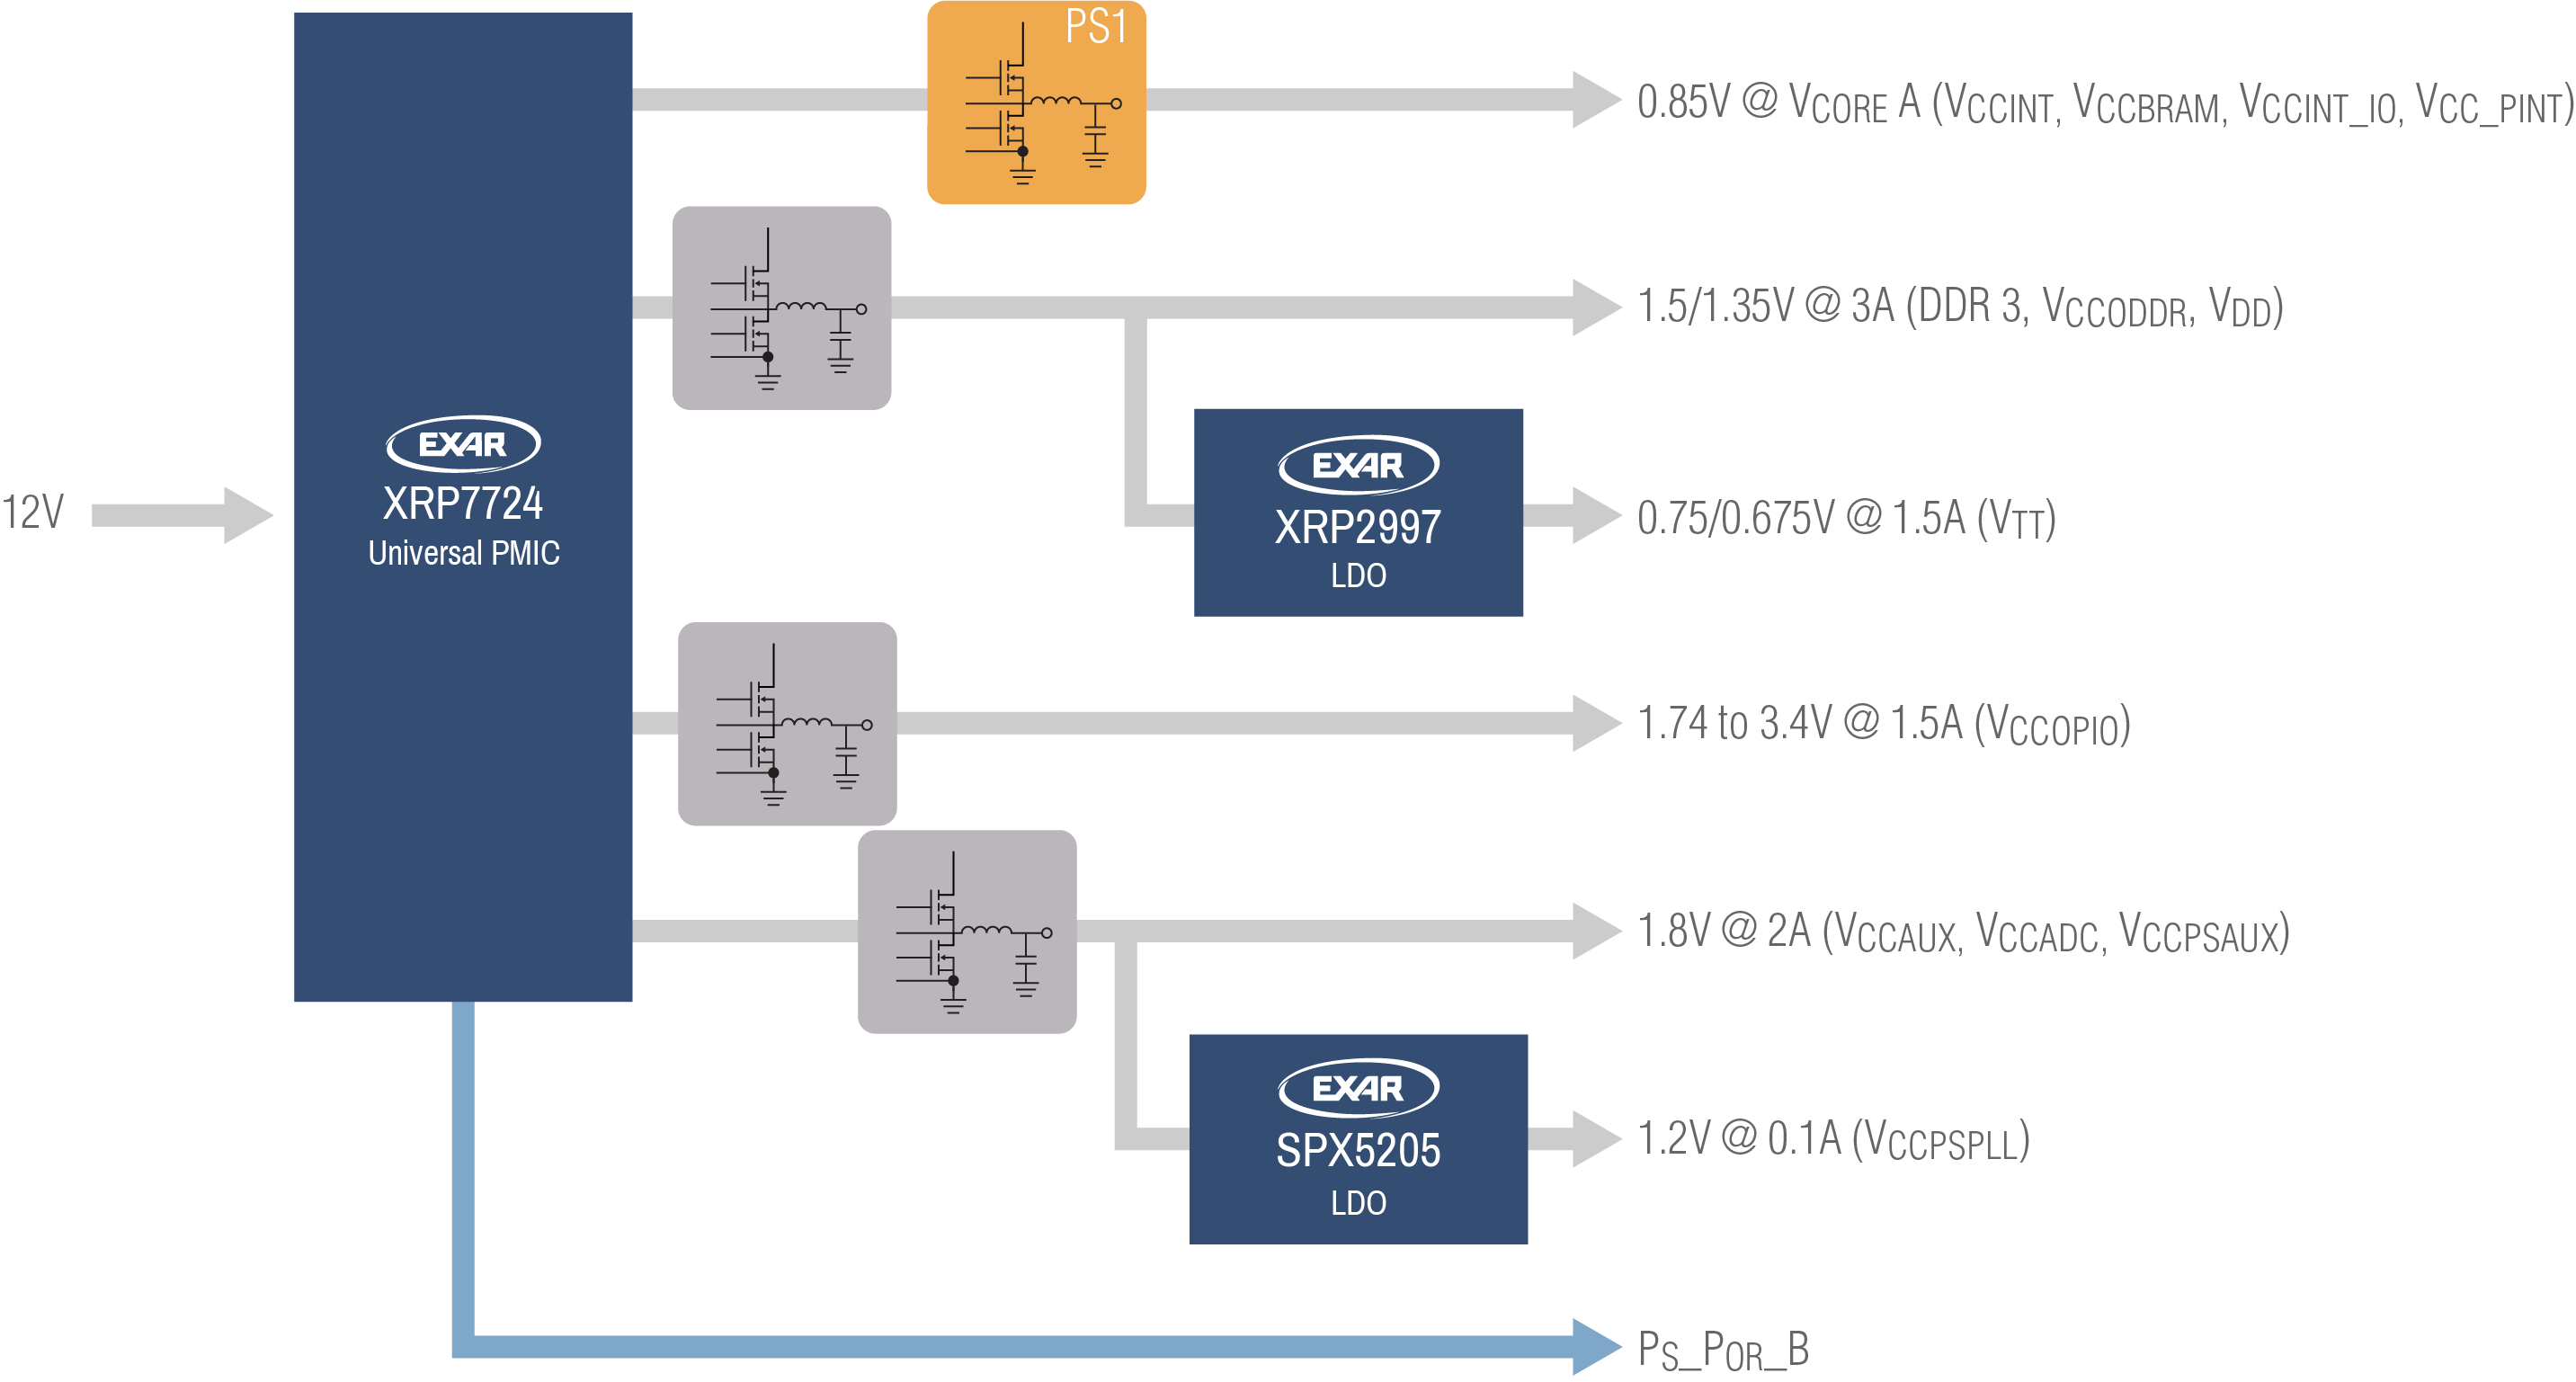 PS1
0.85V @ VCORE A (VCCINT, VCCBRAM, VCCINT_IO, VCC_PINT)
1.5/1.35V @ 3A (DDR 3, VCCODDR, VDD)
12V
EXAR
XRP7724
Universal PMIC
EXAR
XRP2997
LDO
0.75/0.675V @ 1.5A (VTT)
1.74 to 3.4V @ 1.5A (VCCOPIO)
1.8V @ 2A (VCCAUX, VCCADC, VCCPSAUX)
EXAR
SPX5205
LDO
1.2V @ 0.1A (VCCPSPLL)
PS_POR_B